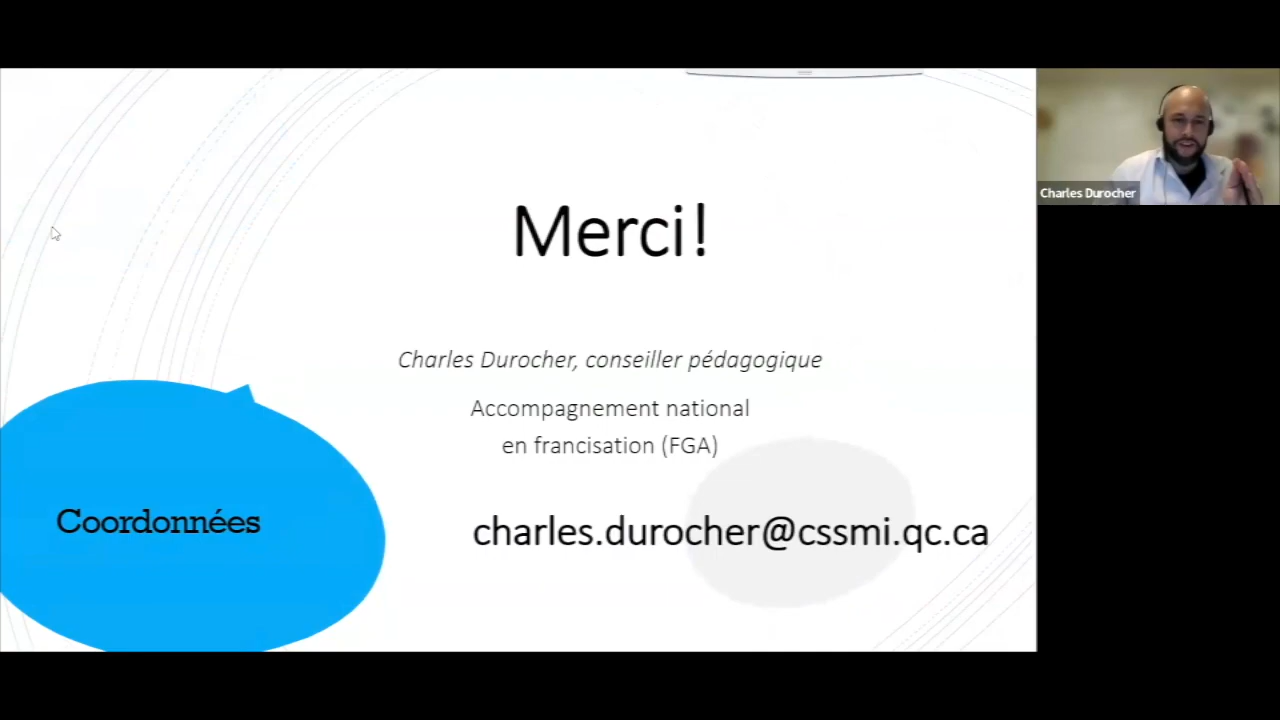 Merci!
Charles Durocher, conseiller pédagogique
Accompagnement national
en francisation (FGA)
Coordonnées
charles.durocher@cssmi.qc.ca
Charles Durocher